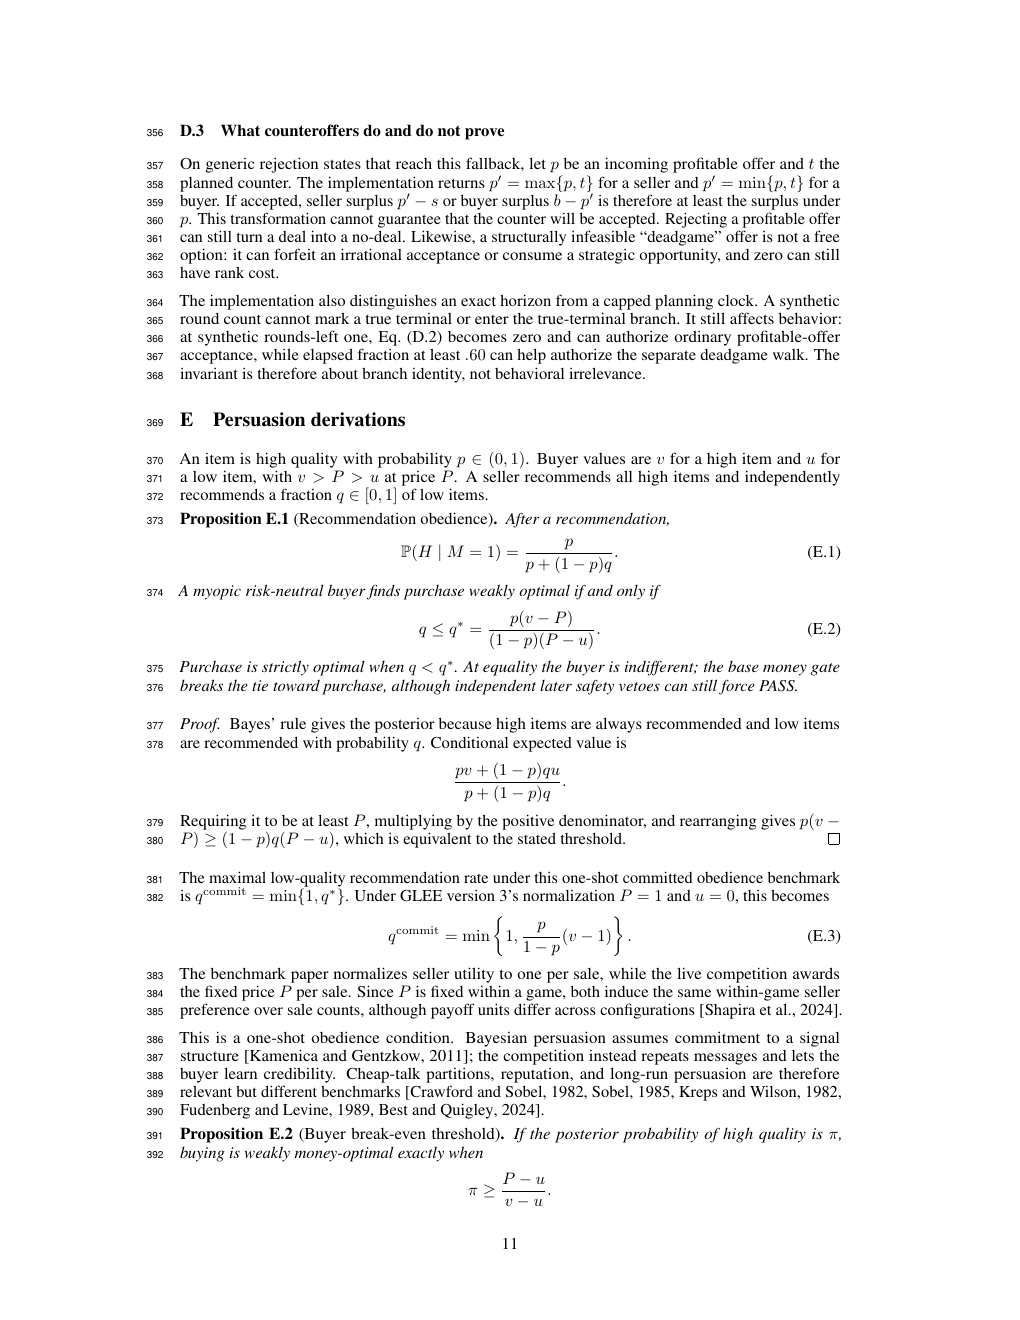 356 D.3 What counteroffers do and do not prove
357 On generic rejection states that reach this fallback, let p be an incoming profitable offer and t the
358 planned counter. The implementation returns p′ = max{p, t} for a seller and p′ = min{p, t} for a
359 buyer. If accepted, seller surplus p′ − s or buyer surplus b − p′ is therefore at least the surplus under
360 p. This transformation cannot guarantee that the counter will be accepted. Rejecting a profitable offer
361 can still turn a deal into a no-deal. Likewise, a structurally infeasible “deadgame” offer is not a free
362 option: it can forfeit an irrational acceptance or consume a strategic opportunity, and zero can still
363 have rank cost.
364 The implementation also distinguishes an exact horizon from a capped planning clock. A synthetic
365 round count cannot mark a true terminal or enter the true-terminal branch. It still affects behavior:
366 at synthetic rounds-left one, Eq. (D.2) becomes zero and can authorize ordinary profitable-offer
367 acceptance, while elapsed fraction at least .60 can help authorize the separate deadgame walk. The
368 invariant is therefore about branch identity, not behavioral irrelevance.
369 E Persuasion derivations
370 An item is high quality with probability p ∈ (0, 1). Buyer values are v for a high item and u for
371 a low item, with v > P > u at price P. A seller recommends all high items and independently
372 recommends a fraction q ∈ [0, 1] of low items.
373 Proposition E.1 (Recommendation obedience). After a recommendation,
ℙ(H | M = 1) = p / (p + (1 − p)q). (E.1)
374 A myopic risk-neutral buyer finds purchase weakly optimal if and only if
q ≤ q* = p(v − P) / ((1 − p)(P − u)). (E.2)
375 Purchase is strictly optimal when q < q*. At equality the buyer is indifferent; the base money gate
376 breaks the tie toward purchase, although independent later safety vetoes can still force PASS.
377 Proof. Bayes’ rule gives the posterior because high items are always recommended and low items
378 are recommended with probability q. Conditional expected value is
(pv + (1 − p)qu) / (p + (1 − p)q).
379 Requiring it to be at least P, multiplying by the positive denominator, and rearranging gives p(v −
380 P) ≥ (1 − p)q(P − u), which is equivalent to the stated threshold. □
381 The maximal low-quality recommendation rate under this one-shot committed obedience benchmark
382 is q^commit = min{1, q*}. Under GLEE version 3’s normalization P = 1 and u = 0, this becomes
q^commit = min {1, p / (1 − p) (v − 1)}. (E.3)
383 The benchmark paper normalizes seller utility to one per sale, while the live competition awards
384 the fixed price P per sale. Since P is fixed within a game, both induce the same within-game seller
385 preference over sale counts, although payoff units differ across configurations [Shapira et al., 2024].
386 This is a one-shot obedience condition. Bayesian persuasion assumes commitment to a signal
387 structure [Kamenica and Gentzkow, 2011]; the competition instead repeats messages and lets the
388 buyer learn credibility. Cheap-talk partitions, reputation, and long-run persuasion are therefore
389 relevant but different benchmarks [Crawford and Sobel, 1982, Sobel, 1985, Kreps and Wilson, 1982,
390 Fudenberg and Levine, 1989, Best and Quigley, 2024].
391 Proposition E.2 (Buyer break-even threshold). If the posterior probability of high quality is π,
392 buying is weakly money-optimal exactly when
π ≥ (P − u) / (v − u).
11